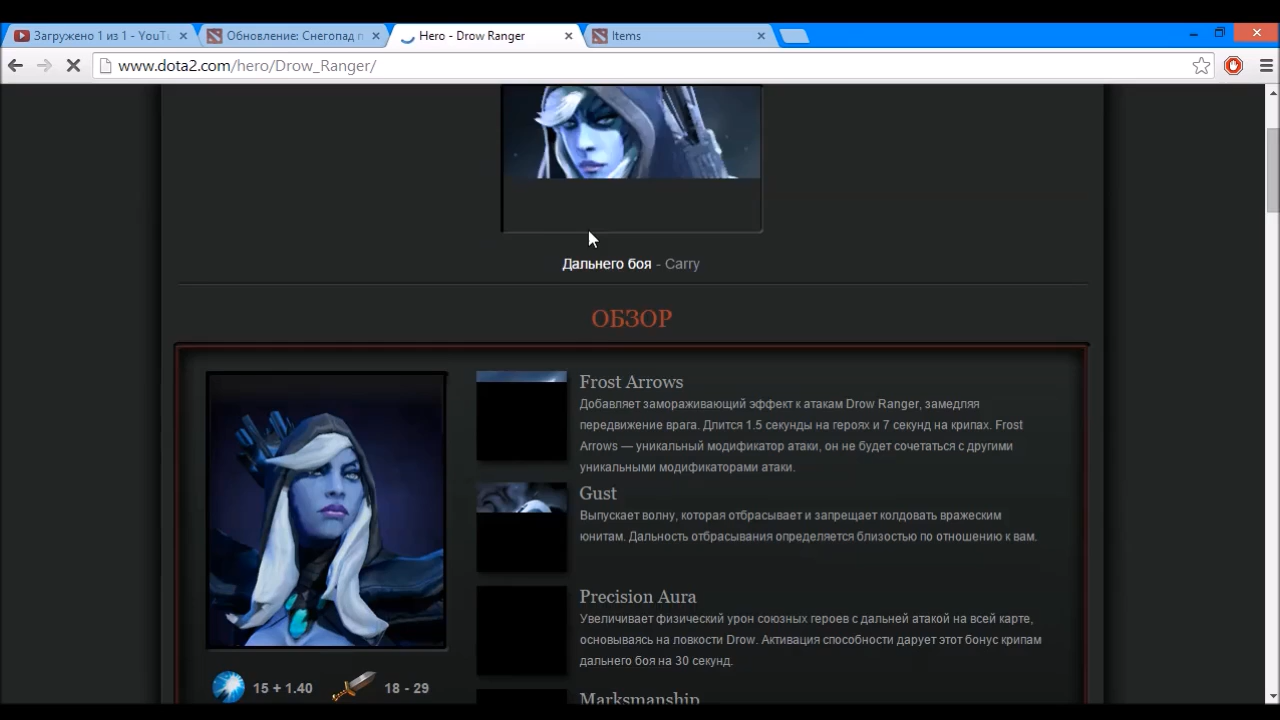 Загружено 1 из 1 - YouTu
Обновление: Снегопад п
Hero - Drow Ranger
Items
www.dota2.com/hero/Drow_Ranger/
Дальнего боя - Carry
ОБЗОР
Frost Arrows
Добавляет замораживающий эффект к атакам Drow Ranger, замедляя
передвижение врага. Длится 1.5 секунды на героях и 7 секунд на крипах. Frost
Arrows — уникальный модификатор атаки, он не будет сочетаться с другими
уникальными модификаторами атаки.
Gust
Выпускает волну, которая отбрасывает и запрещает колдовать вражеским
юнитам. Дальность отбрасывания определяется близостью по отношению к вам.
Precision Aura
Увеличивает физический урон союзных героев с дальней атакой на всей карте,
основываясь на ловкости Drow. Активация способности дарует этот бонус крипам
дальнего боя на 30 секунд.
15 + 1.40
18 - 29
Marksmanship